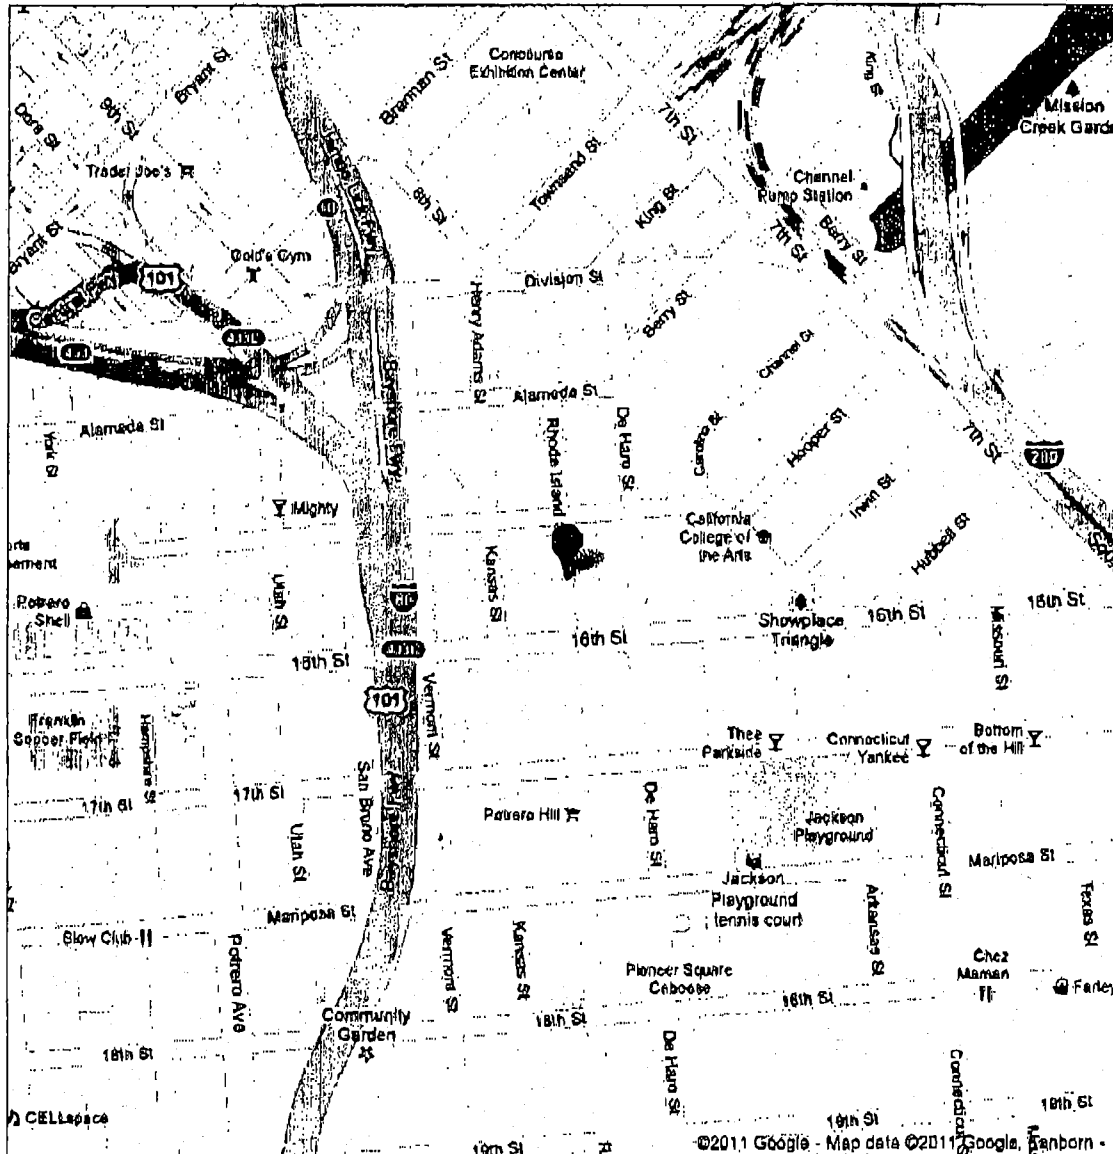 Bryant St
9th St
Dora St
Brannan St
Concourse
Exhibition Center
7th St
King St
Mission
Creek Garde
Trader Joe's
8th St
Townsend St
King St
Channel
Pump Station
Berry St
7th St
Bryant St
101
Gold's Gym
Division St
Henry Adams St
Berry St
Channel St
Bayshore Fwy
Alameda St
Alameda St
York St
Rhode Island
De Haro St
Carolina St
Hooper St
7th St
280
Irwin St
Hubbell St
Mighty
California
College of
the Arts
Kansas St
Utah St
Potrero
Shell
16th St
16th St
16th St
16th St
Showplace
Triangle
Missouri St
101
Vermont St
Franklin
Soccer Field
Hampshire St
Thee
Parkside
Connecticut
Yankee
Bottom
of the Hill
17th St
17th St
San Bruno Ave
Utah St
Potrero Hill
De Haro St
Jackson
Playground
Connecticut St
Mariposa St
Jackson
Playground
tennis court
Arkansas St
Texas St
Mariposa St
Slow Club
Potrero Ave
Vermont St
Kansas St
Pioneer Square
Caboose
Chez
Maman
Farley
18th St
Community
Garden
18th St
18th St
De Haro St
Connecticut S
CELLspace
19th St
19th St
19th St
©2011 Google - Map data ©2011 Google, Sanborn -